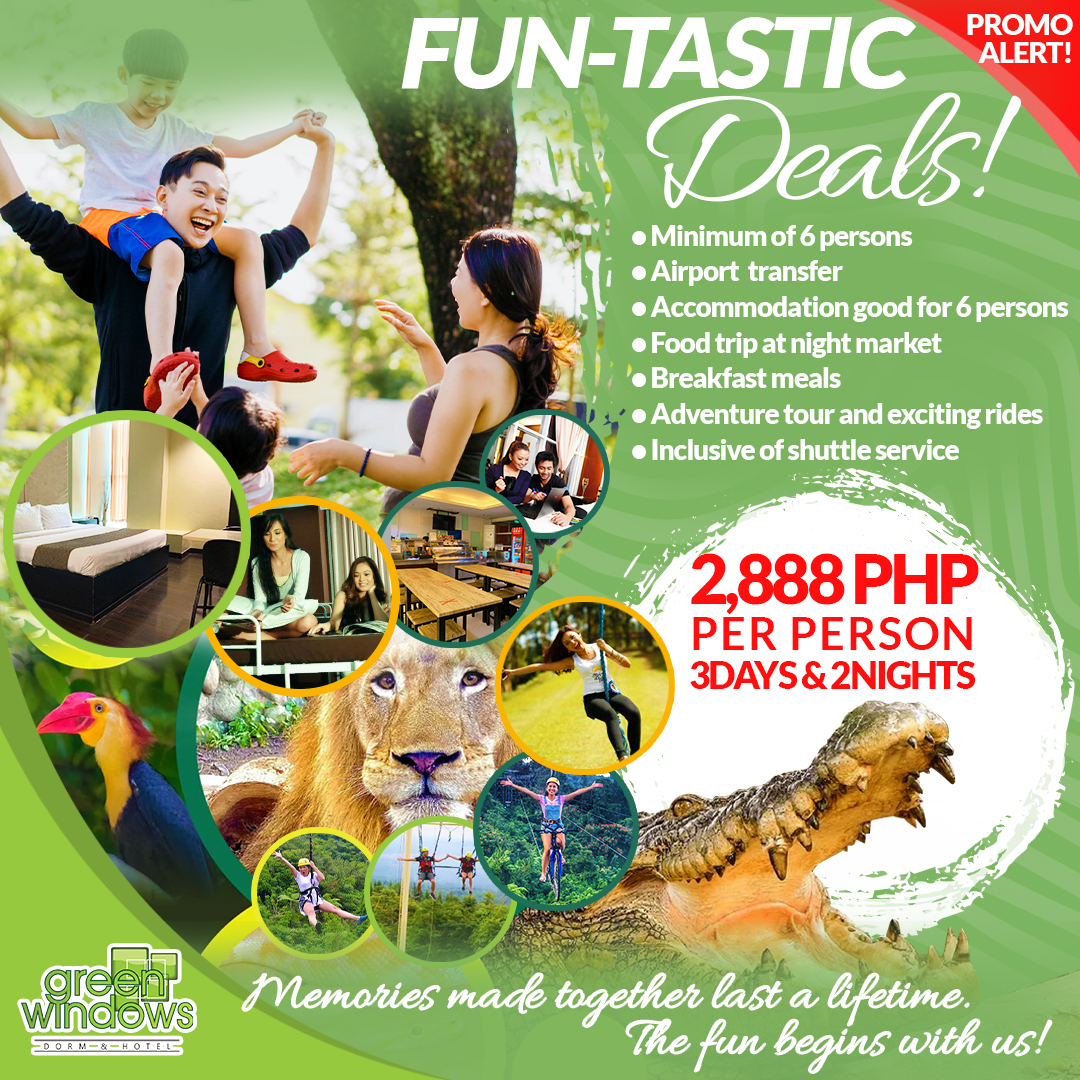 FUN-TASTIC
Deals!
PROMO
ALERT!
• Minimum of 6 persons
• Airport transfer
• Accommodation good for 6 persons
• Food trip at night market
• Breakfast meals
• Adventure tour and exciting rides
• Inclusive of shuttle service
2,888 PHP
PER PERSON
3DAYS & 2NIGHTS
green
windows
DORM & HOTEL
Memories made together last a lifetime.
The fun begins with us!